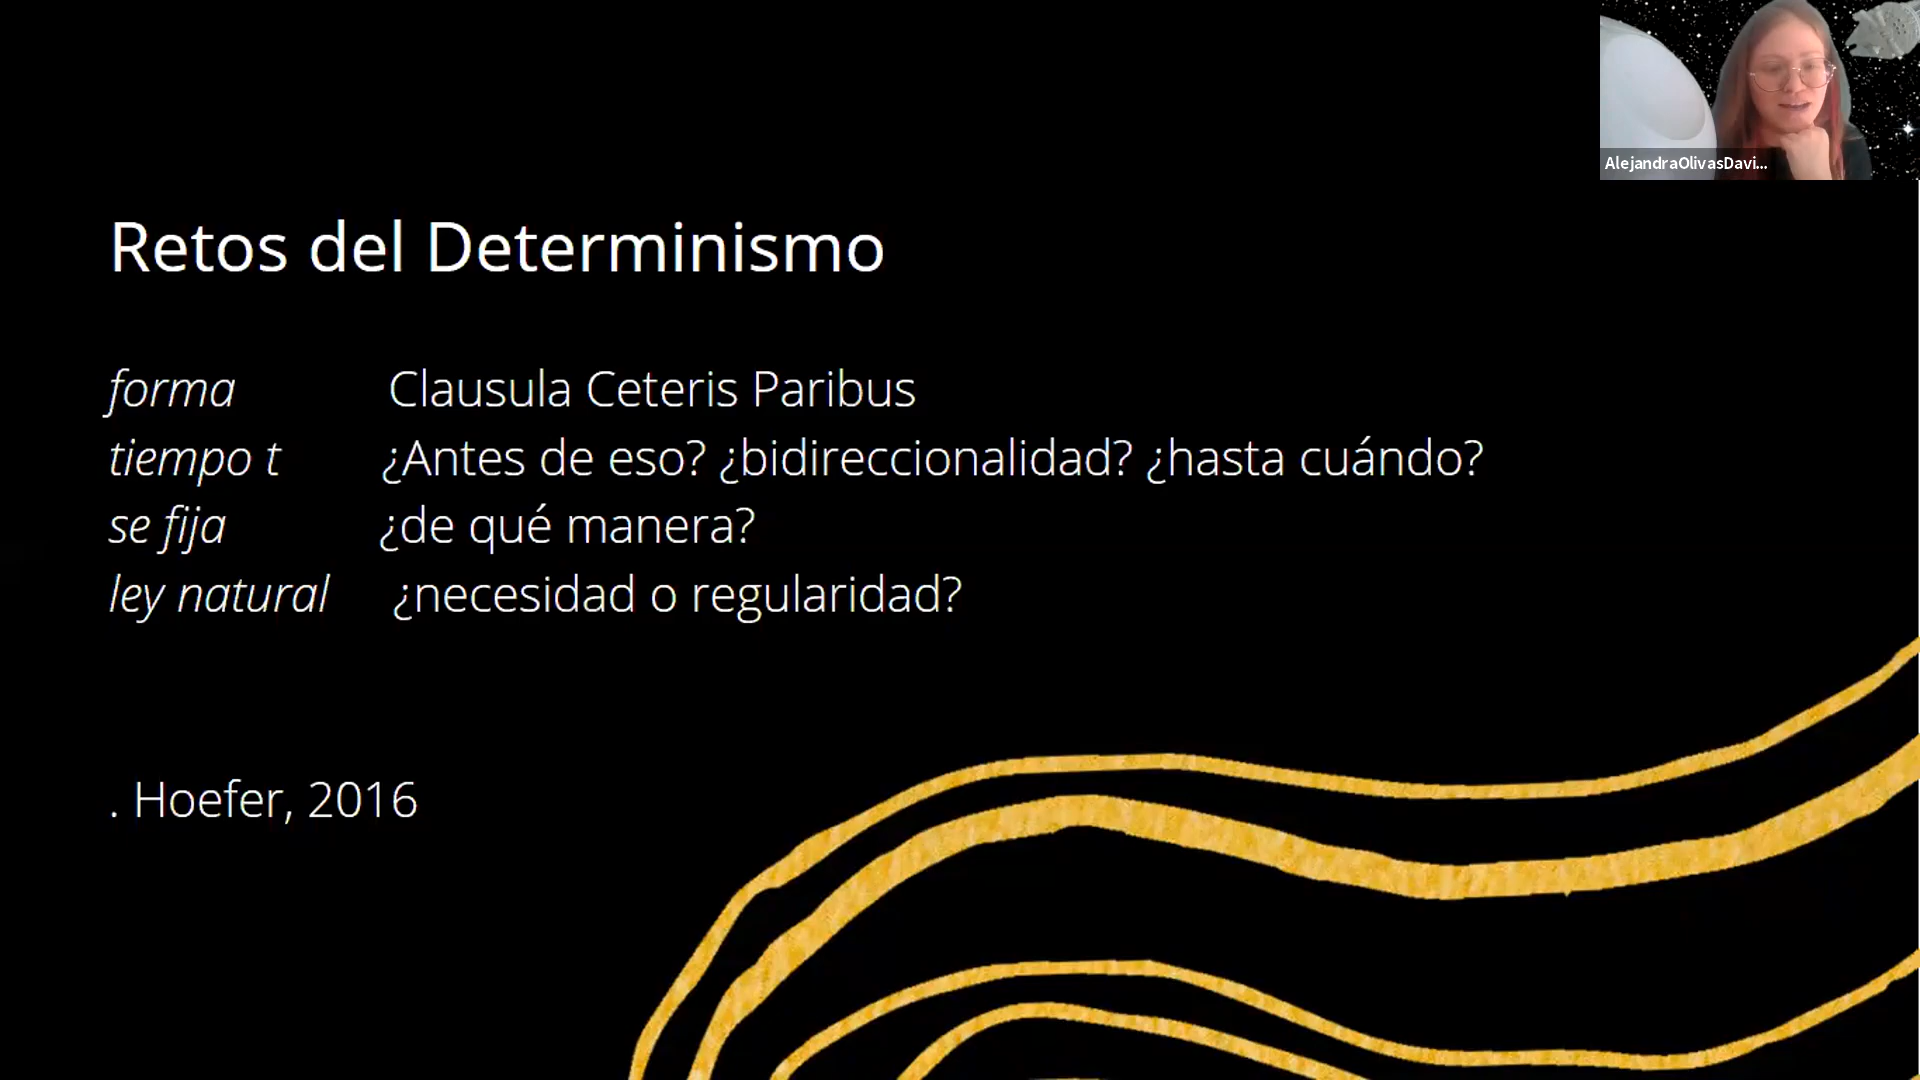 AlejandraOlivasDavi...
Retos del Determinismo
forma Clausula Ceteris Paribus
tiempo t ¿Antes de eso? ¿bidireccionalidad? ¿hasta cuándo?
se fija ¿de qué manera?
ley natural ¿necesidad o regularidad?
. Hoefer, 2016